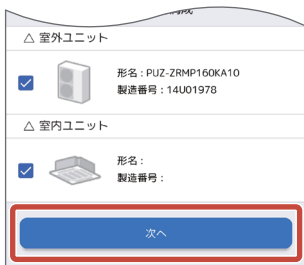 △ 室外ユニット
形名 : PUZ-ZRMP160KA10
製造番号 : 14U01978
△ 室内ユニット
形名 :
製造番号 :
次へ